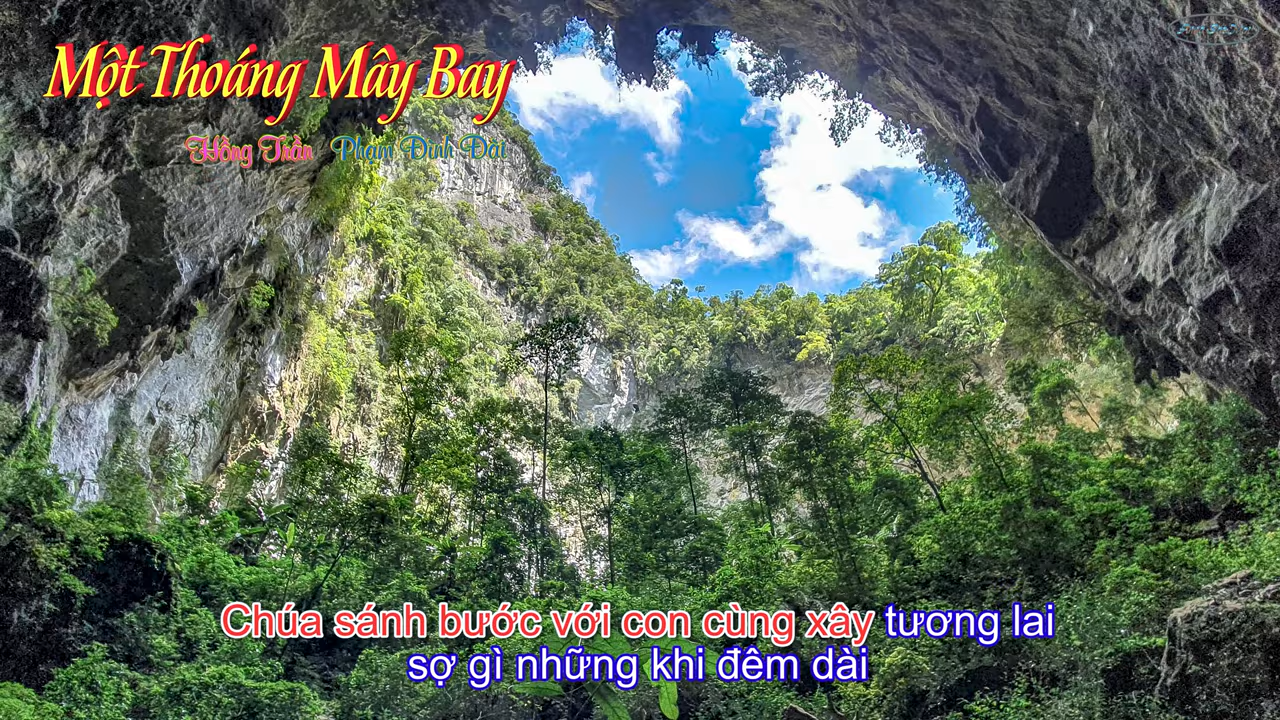 Một Thoáng Mây Bay
Hồng Trần Phạm Đình Đài
Chúa sánh bước với con cùng xây tương lai
sợ gì những khi đêm dài